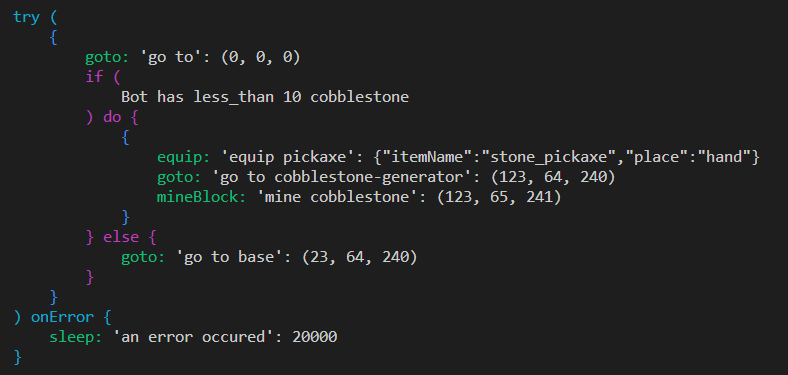 try (
    {
        goto: 'go to': (0, 0, 0)
        if (
            Bot has less_than 10 cobblestone
        ) do {
            {
                equip: 'equip pickaxe': {"itemName":"stone_pickaxe","place":"hand"}
                goto: 'go to cobblestone-generator': (123, 64, 240)
                mineBlock: 'mine cobblestone': (123, 65, 241)
            }
        } else {
            goto: 'go to base': (23, 64, 240)
        }
    }
) onError {
    sleep: 'an error occured': 20000
}